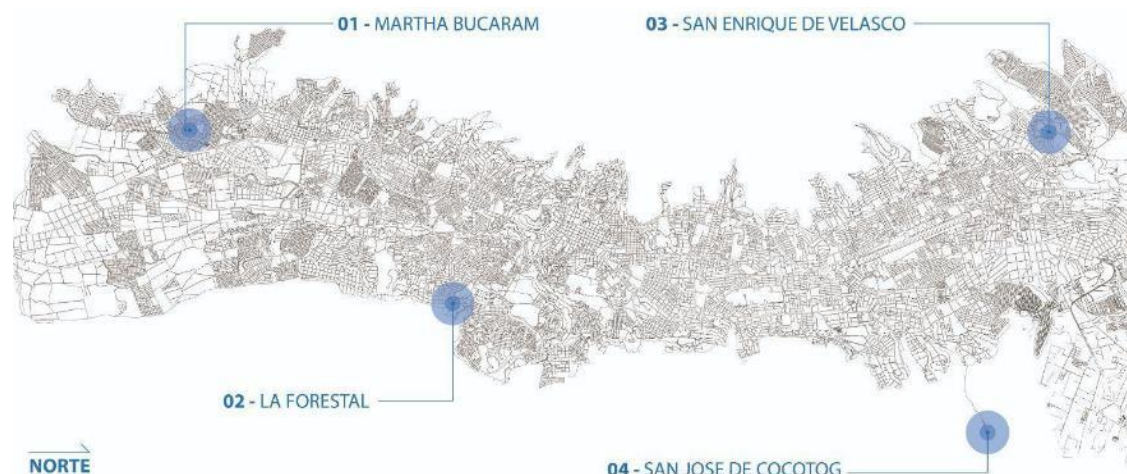 01 - MARTHA BUCARAM
03 - SAN ENRIQUE DE VELASCO
02 - LA FORESTAL
NORTE
04 - SAN JOSE DE COCOTOG